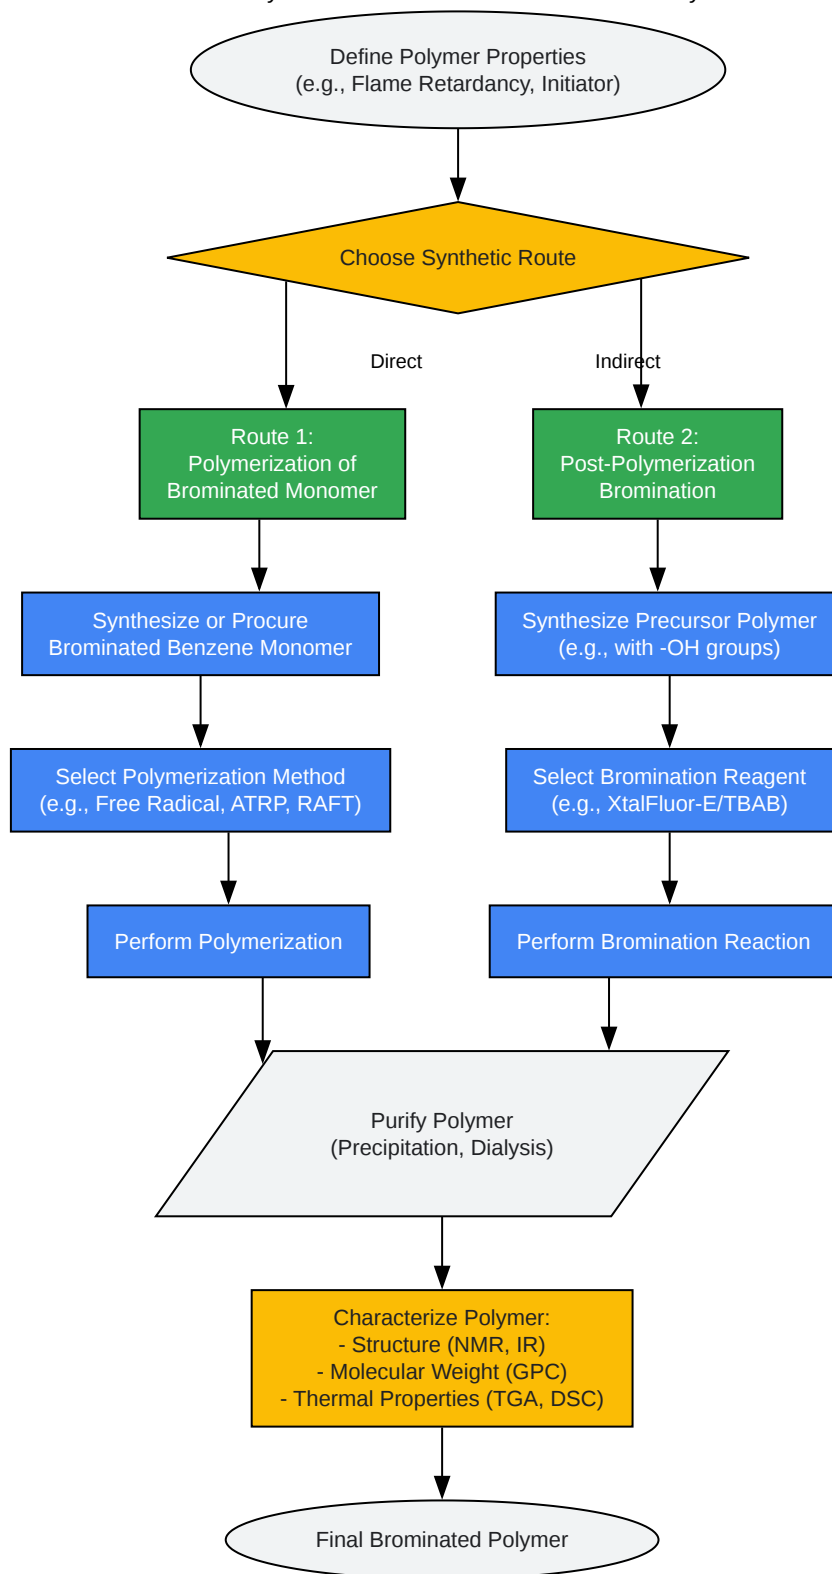 Define Polymer Properties
(e.g., Flame Retardancy, Initiator)
Choose Synthetic Route
Direct
Indirect
Route 1:
Polymerization of
Brominated Monomer
Route 2:
Post-Polymerization
Bromination
Synthesize or Procure
Brominated Benzene Monomer
Synthesize Precursor Polymer
(e.g., with -OH groups)
Select Polymerization Method
(e.g., Free Radical, ATRP, RAFT)
Select Bromination Reagent
(e.g., XtalFluor-E/TBAB)
Perform Polymerization
Perform Bromination Reaction
Purify Polymer
(Precipitation, Dialysis)
Characterize Polymer:
- Structure (NMR, IR)
- Molecular Weight (GPC)
- Thermal Properties (TGA, DSC)
Final Brominated Polymer